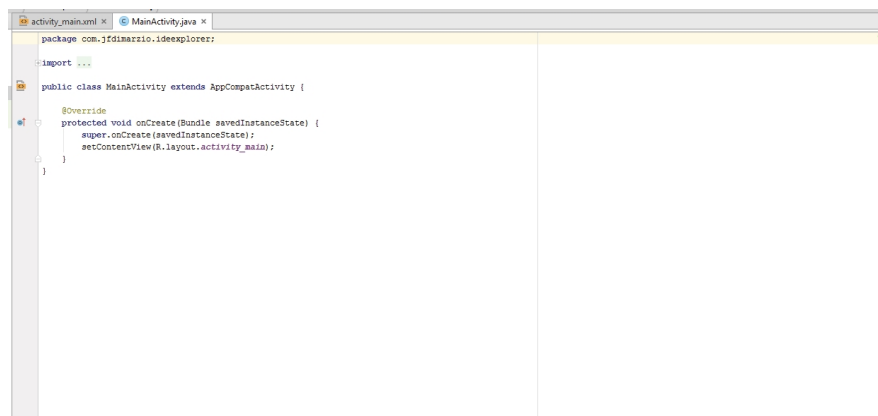 activity_main.xml × MainActivity.java ×
package com.jfdimarzio.ideexplorer;
import ...
public class MainActivity extends AppCompatActivity {
@Override
protected void onCreate(Bundle savedInstanceState) {
super.onCreate(savedInstanceState);
setContentView(R.layout.activity_main);
}
}